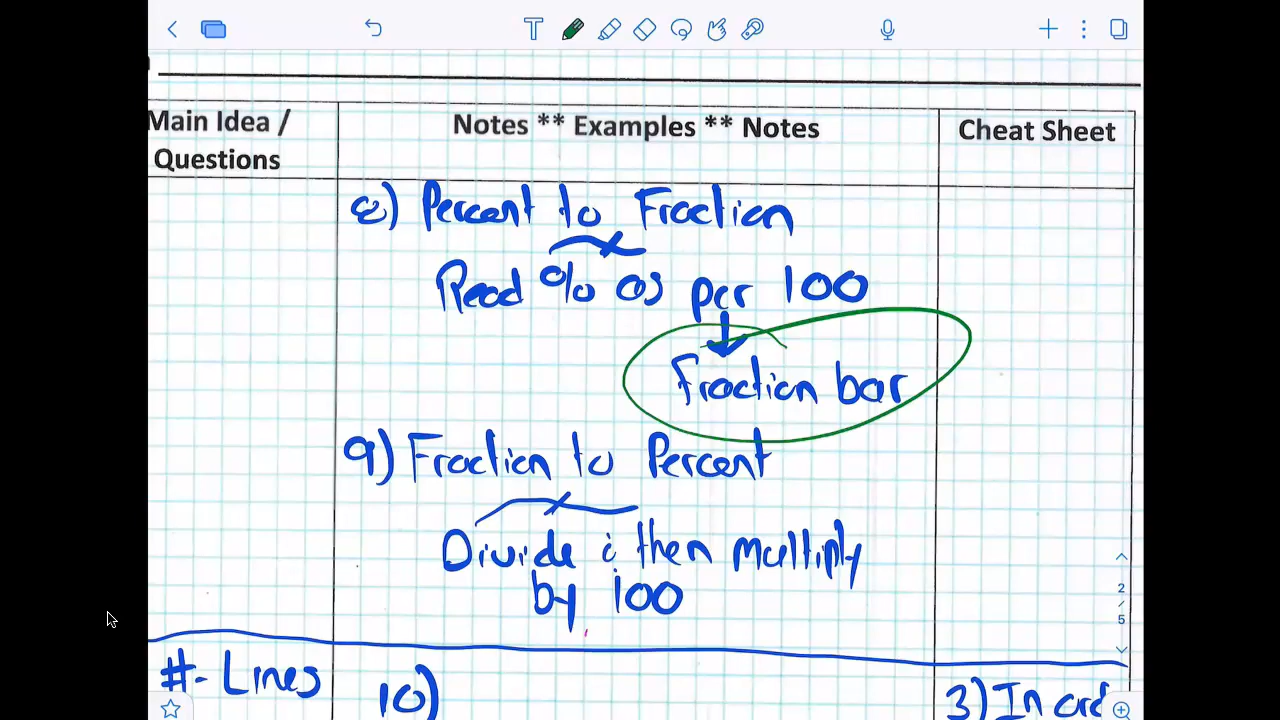 Main Idea /
Questions
Notes ** Examples ** Notes
Cheat Sheet
8) Percent to Fraction
Read % as per 100
Fraction bar
9) Fraction to Percent
Divide & then multiply
by 100
#-Lines
10)
3) In ord
2
/
5